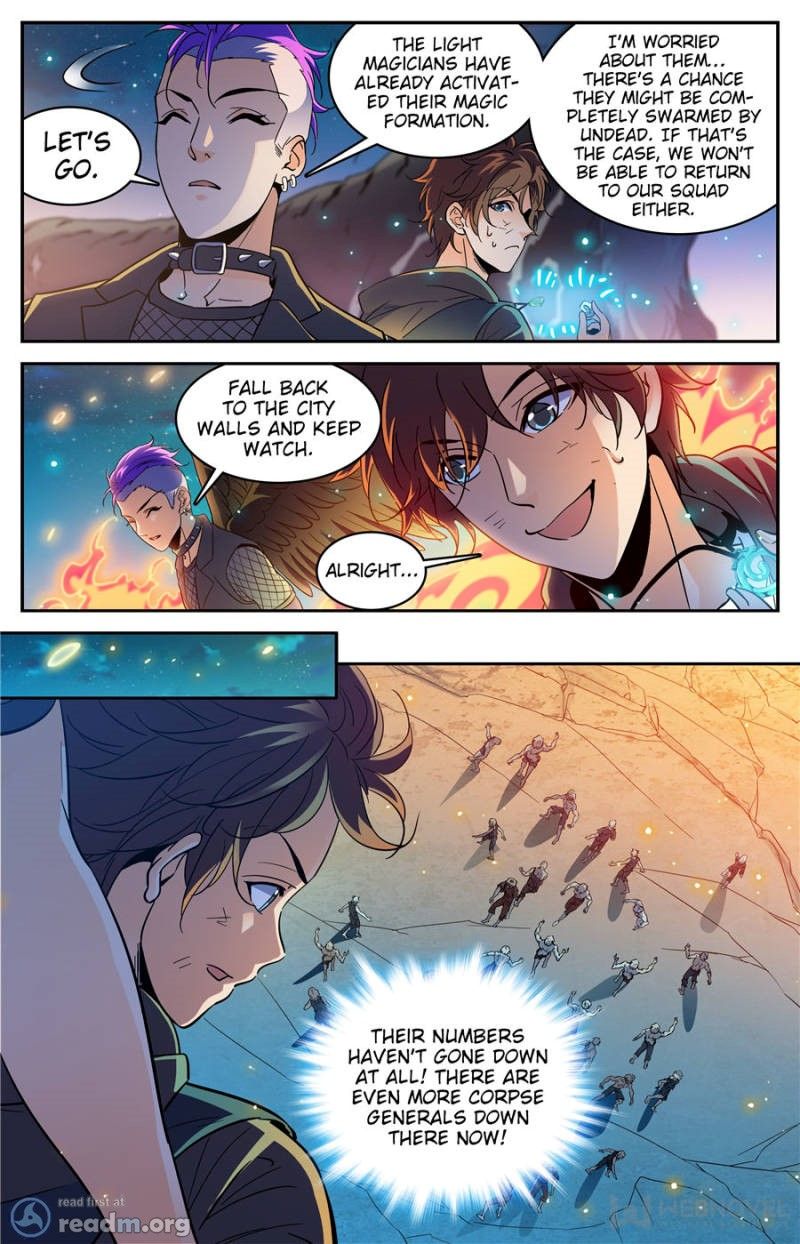 LET'S
GO.
THE LIGHT
MAGICIANS HAVE
ALREADY ACTIVAT-
ED THEIR MAGIC
FORMATION.
I'M WORRIED
ABOUT THEM...
THERE'S A CHANCE
THEY MIGHT BE COM-
PLETELY SWARMED BY
UNDEAD. IF THAT'S
THE CASE, WE WON'T
BE ABLE TO RETURN
TO OUR SQUAD
EITHER.
FALL BACK
TO THE CITY
WALLS AND KEEP
WATCH.
ALRIGHT...
THEIR NUMBERS
HAVEN'T GONE DOWN
AT ALL! THERE ARE
EVEN MORE CORPSE
GENERALS DOWN
THERE NOW!
read first at
readm.org
WEBNOVEL